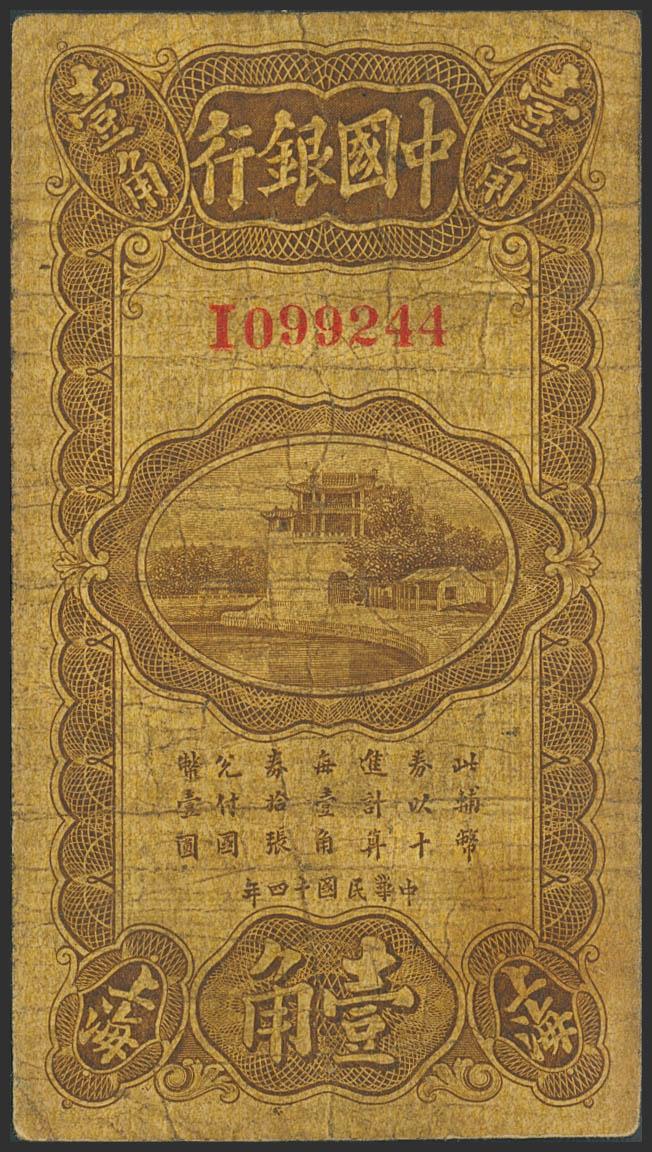 壹角
中國銀行
壹角
I099244
此輔幣
券以十
進計算
每壹角
券拾張
兌付國
幣壹圓
中華民國十四年
上海
壹角
上海